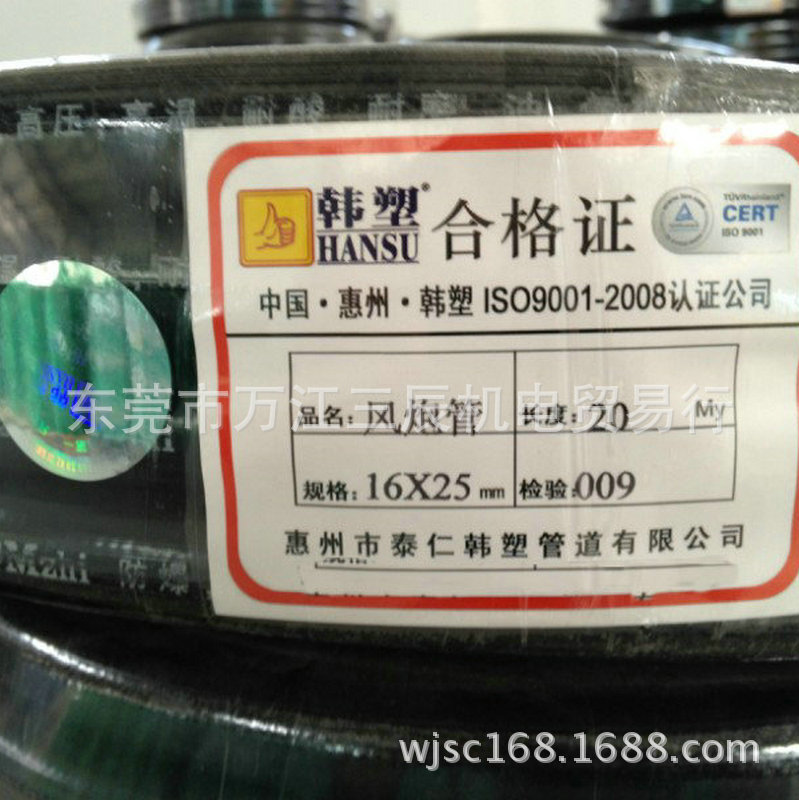 高压 高温 耐酸 耐磨 油
韩塑®
HANSU
合格证
TÜVRheinland
CERT
ISO 9001
中国·惠州·韩塑 ISO9001-2008认证公司
东莞市万江三辰机电贸易行
品名: 风炮管
长度: 20 My
规格: 16X25 mm
检验: 009
惠州市泰仁韩塑管道有限公司
防爆
wjsc168.1688.com